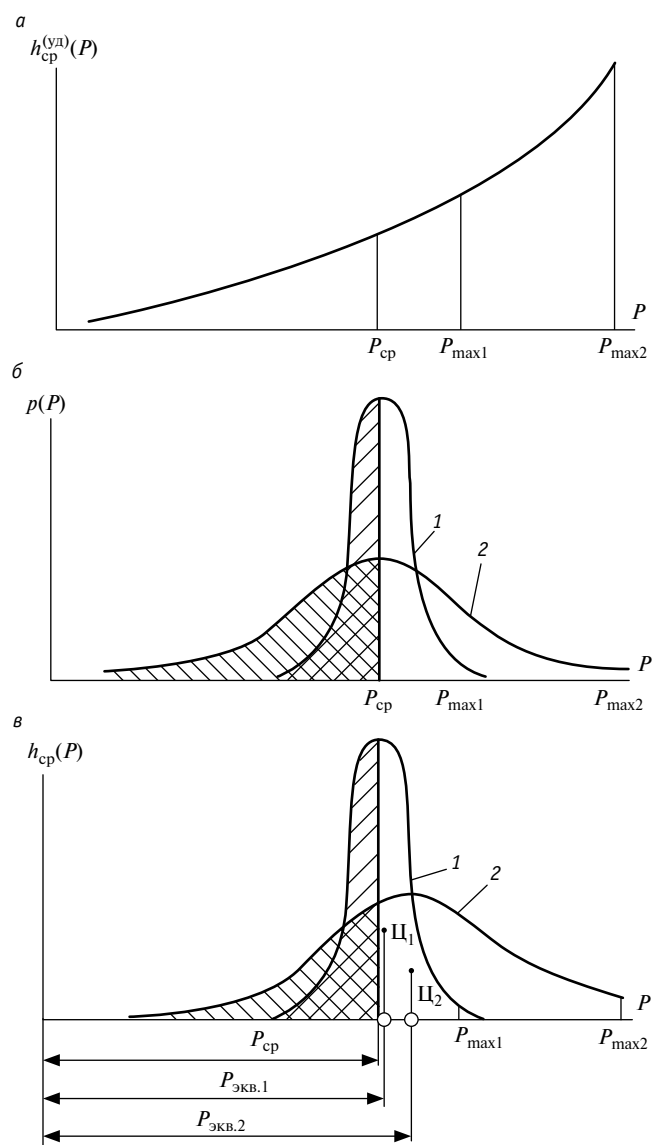 а
h_ср^(уд)(P)
P
P_ср P_max1 P_max2
б
p(P)
1
2
P
P_ср P_max1 P_max2
в
h_ср(P)
1
2
Ц_1
Ц_2
P
P_ср P_max1 P_max2
P_экв.1
P_экв.2